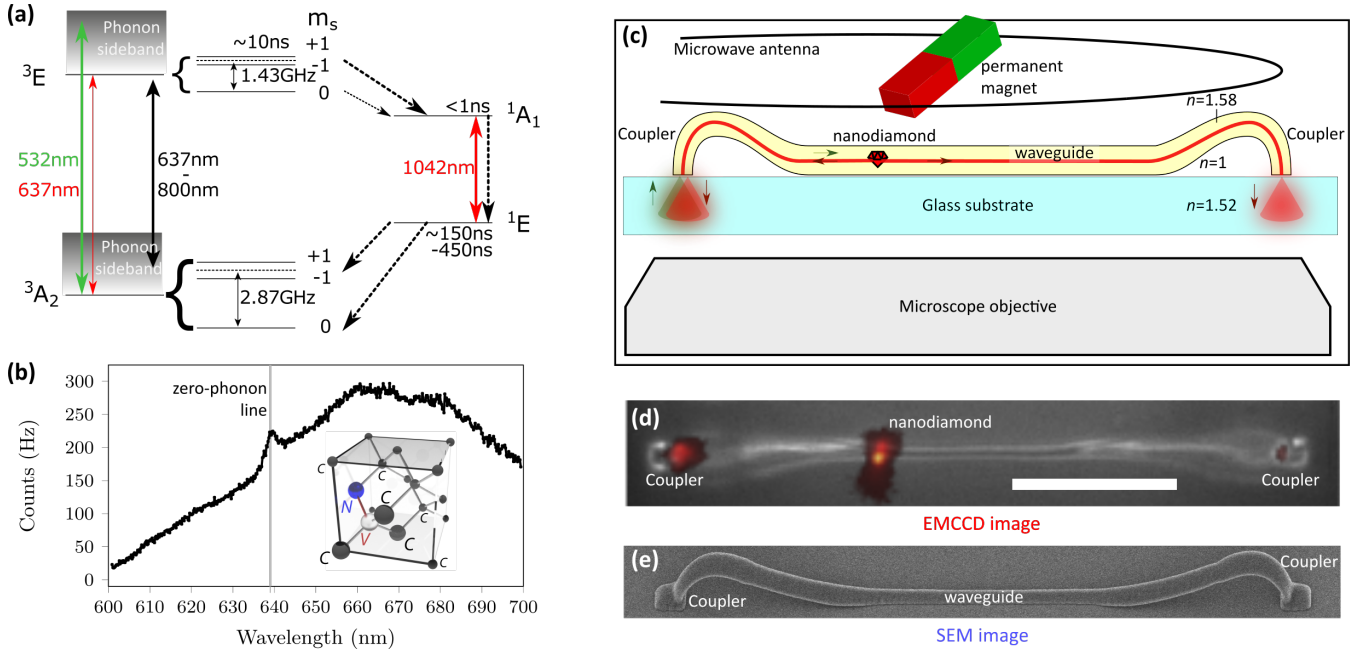 (a)
Phonon
sideband
³E
532nm
637nm
637nm
-
800nm
Phonon
sideband
³A₂
mₛ
~10ns
+1
-1
1.43GHz
0
<1ns
¹A₁
1042nm
¹E
~150ns
-450ns
+1
-1
2.87GHz
0
(b)
Counts (Hz)
300
250
200
150
100
50
0
zero-phonon
line
C
C
N
C
C
V
C
C
C
600
610
620
630
640
650
660
670
680
690
700
Wavelength (nm)
(c)
Microwave antenna
permanent
magnet
n=1.58
Coupler
nanodiamond
Coupler
waveguide
n=1
Glass substrate
n=1.52
Microscope objective
(d)
nanodiamond
Coupler
Coupler
EMCCD image
(e)
Coupler
Coupler
waveguide
SEM image